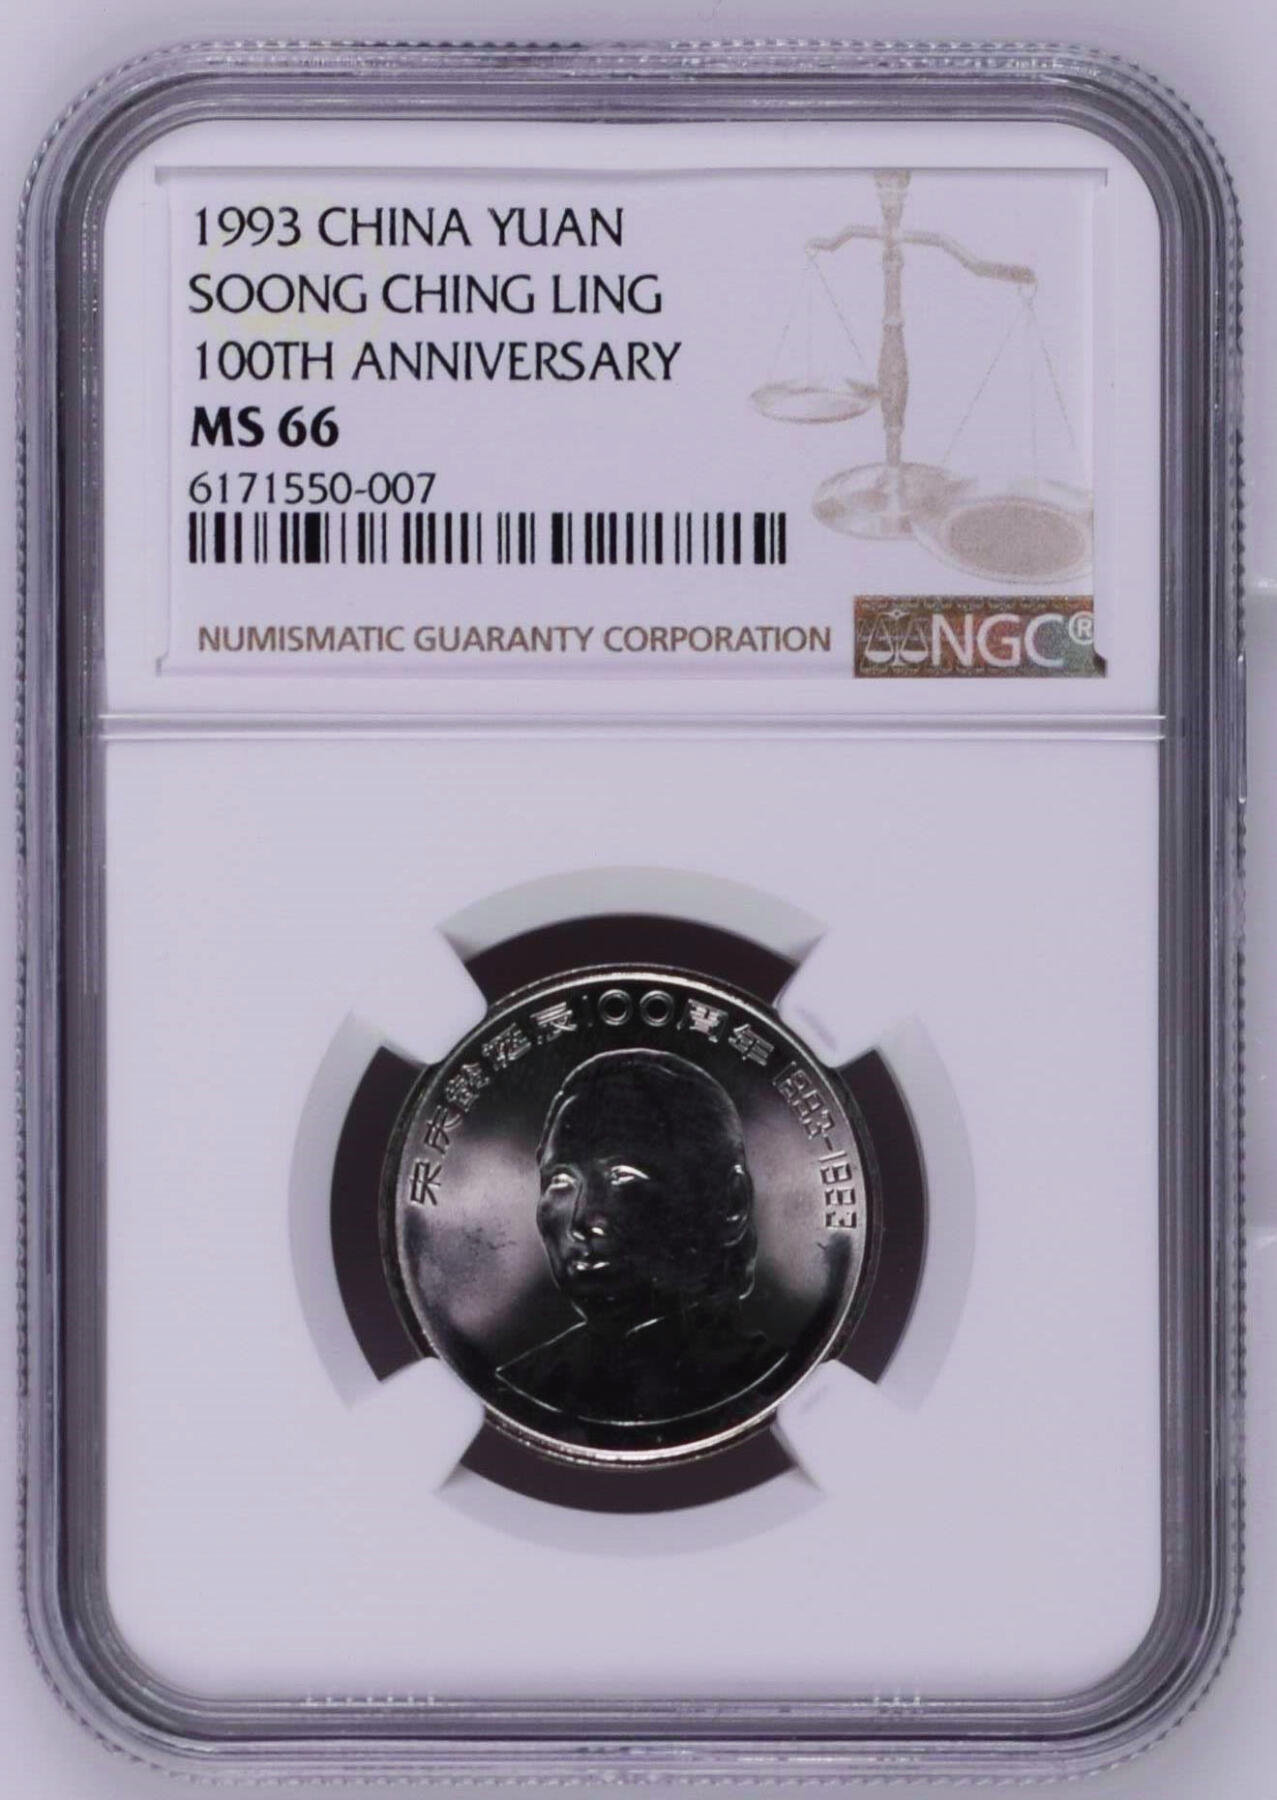 1993 CHINA YUAN
SOONG CHING LING
100TH ANNIVERSARY
MS 66
6171550-007
NUMISMATIC GUARANTY CORPORATION
NGC®
宋庆龄诞辰100周年 1893-1993